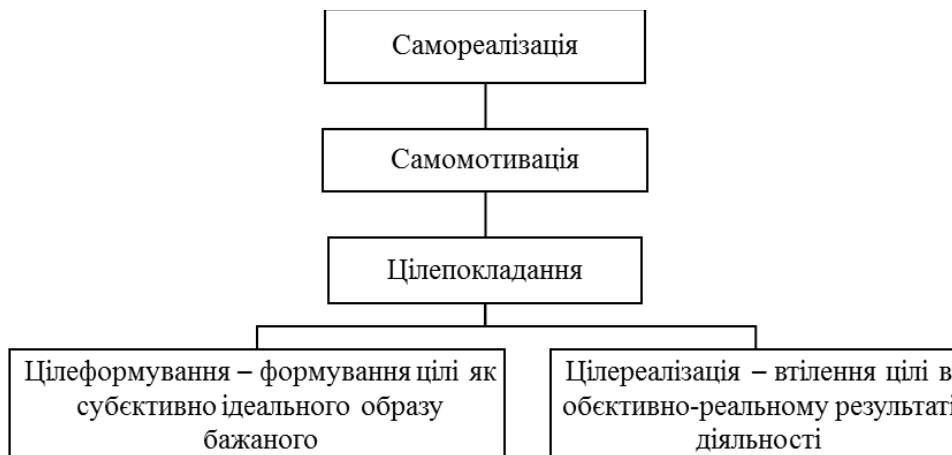 Самореалізація
Самомотивація
Цілепокладання
Цілеформування – формування цілі як
субєктивно ідеального образу
бажаного
Цілереалізація – втілення цілі в
обєктивно-реальному результаті
діяльності